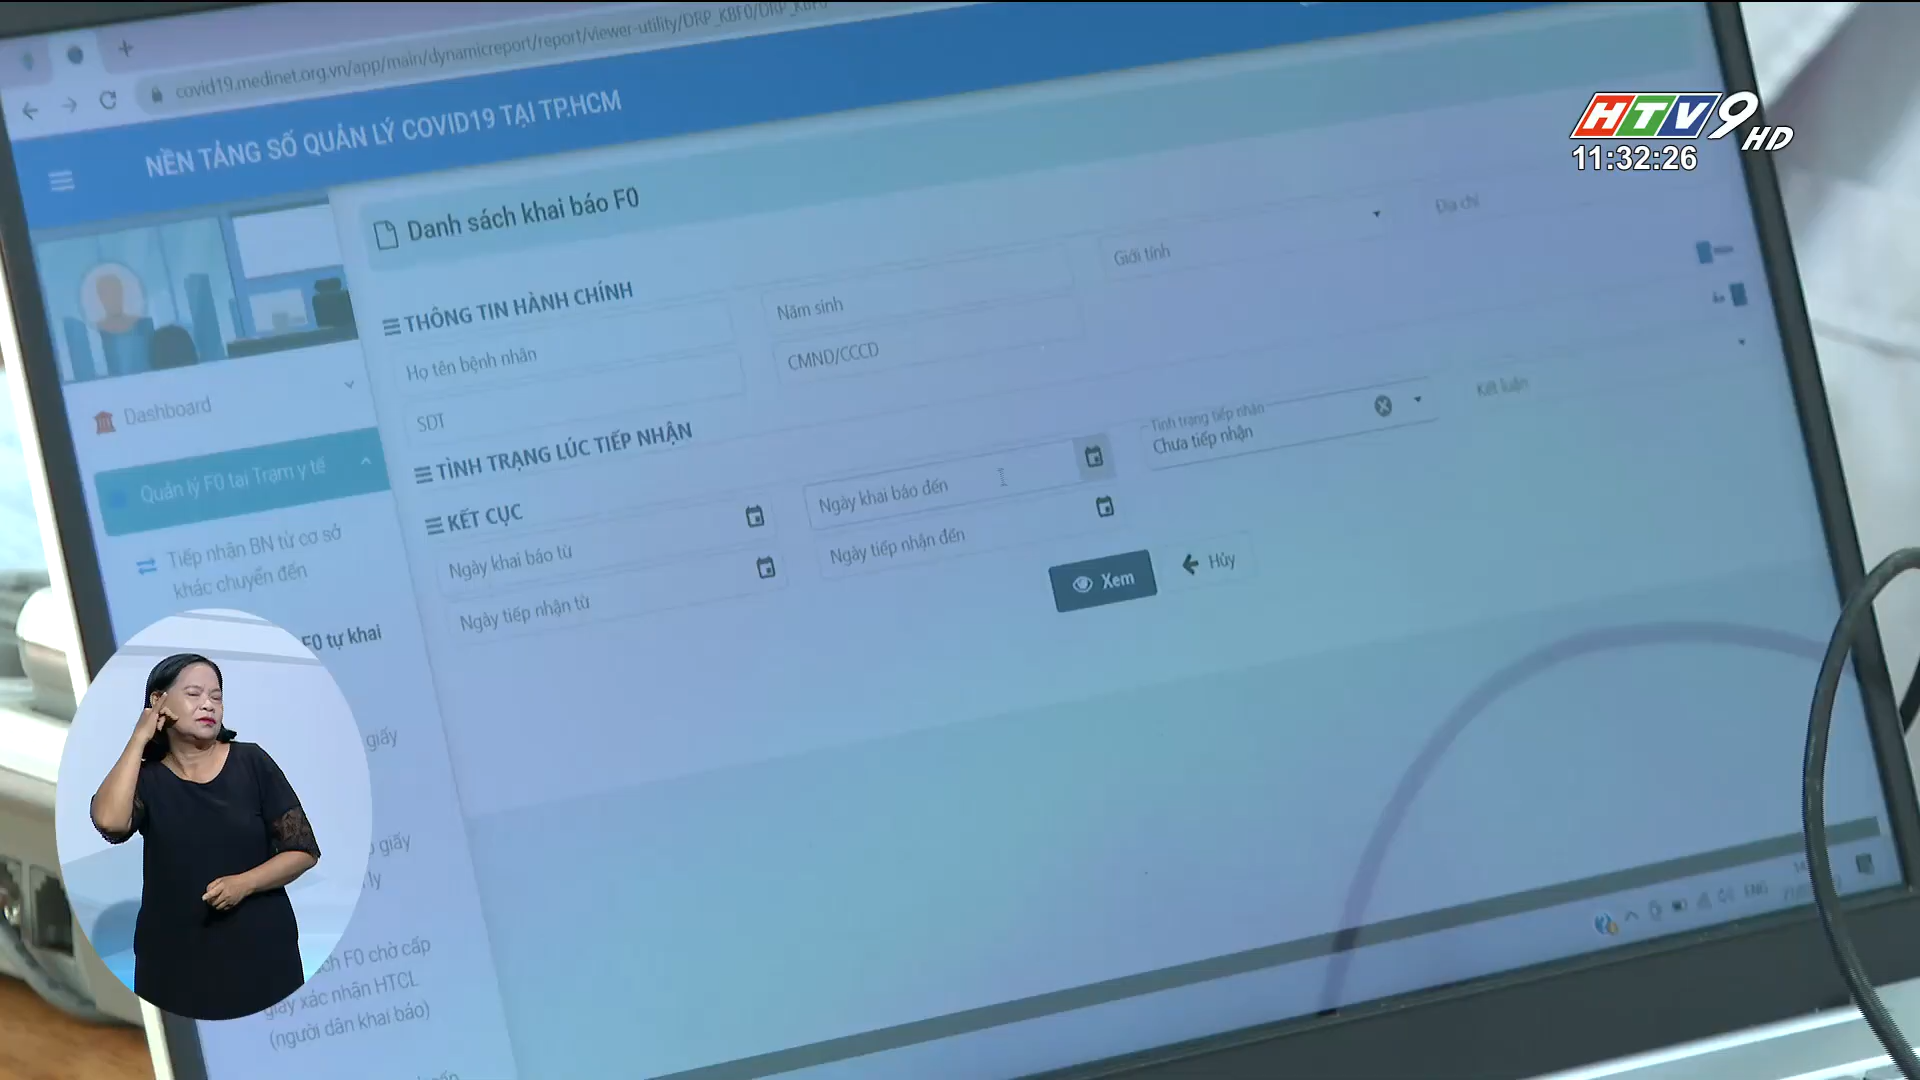 covid19.medinet.org.vn/app/main/dynamicreport/report/viewer-utility/DRP_KBF0/DRP_KBF0
NỀN TẢNG SỐ QUẢN LÝ COVID19 TẠI TP.HCM
HTV9 HD
11:32:26
Danh sách khai báo F0
THÔNG TIN HÀNH CHÍNH
Họ tên bệnh nhân
Năm sinh
Giới tính
Địa chỉ
SDT
CMND/CCCD
TÌNH TRẠNG LÚC TIẾP NHẬN
Tình trạng tiếp nhận
Chưa tiếp nhận
Kết luận
KẾT CỤC
Ngày khai báo từ
Ngày khai báo đến
Ngày tiếp nhận từ
Ngày tiếp nhận đến
Xem
Hủy
Dashboard
Quản lý F0 tại Trạm y tế
Tiếp nhận BN từ cơ sở
khác chuyển đến
F0 tự khai
giấy
giấy
ly
F0 chờ cấp
giấy xác nhận HTCL
(người dân khai báo)
ENG